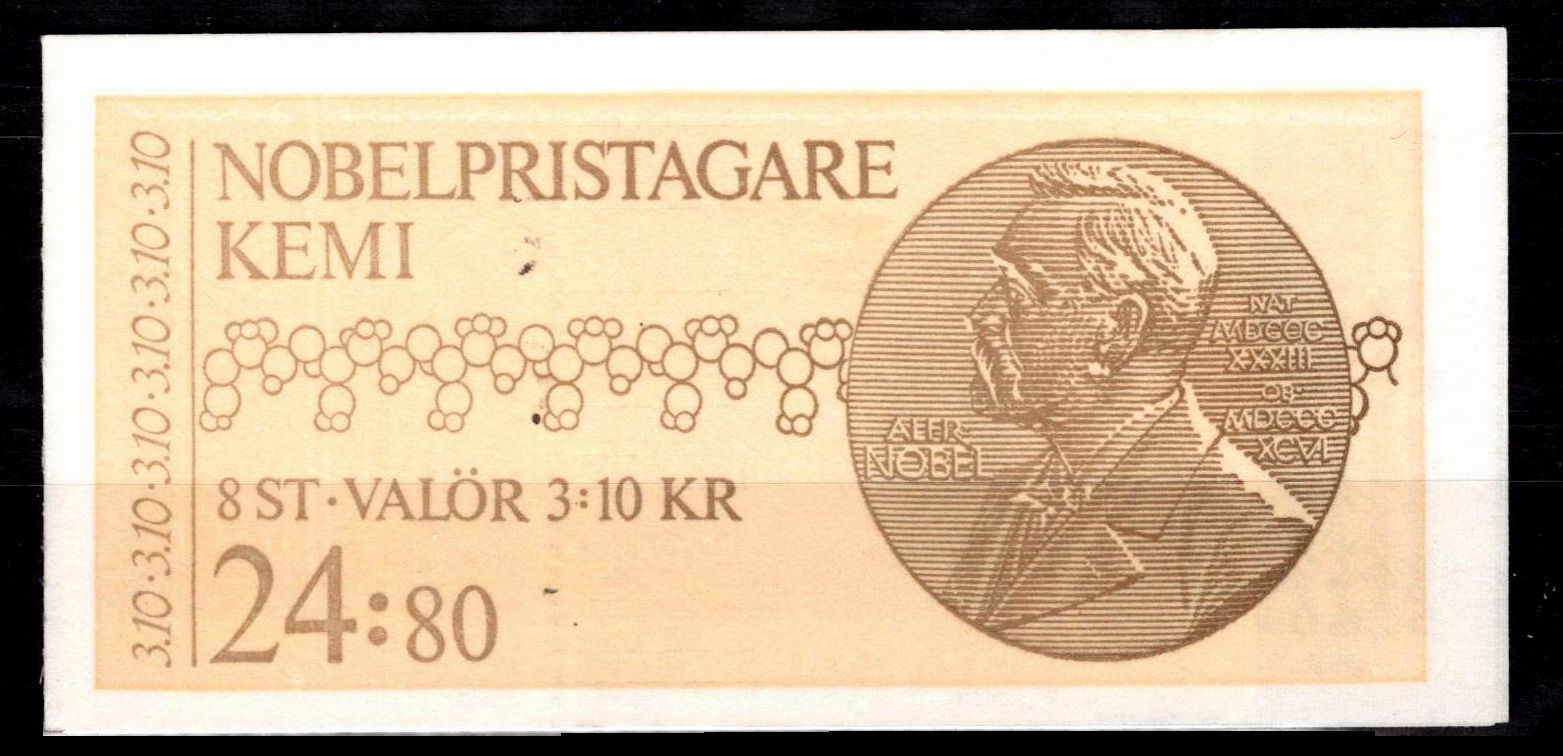 3.10·3.10·3.10·3.10·3.10·3.10
NOBELPRISTAGARE
KEMI
8 ST · VALÖR 3:10 KR
24:80
ALFR·
NOBEL
NAT
MDCCC
XXXIII
OB·
MDCCC
XCVI